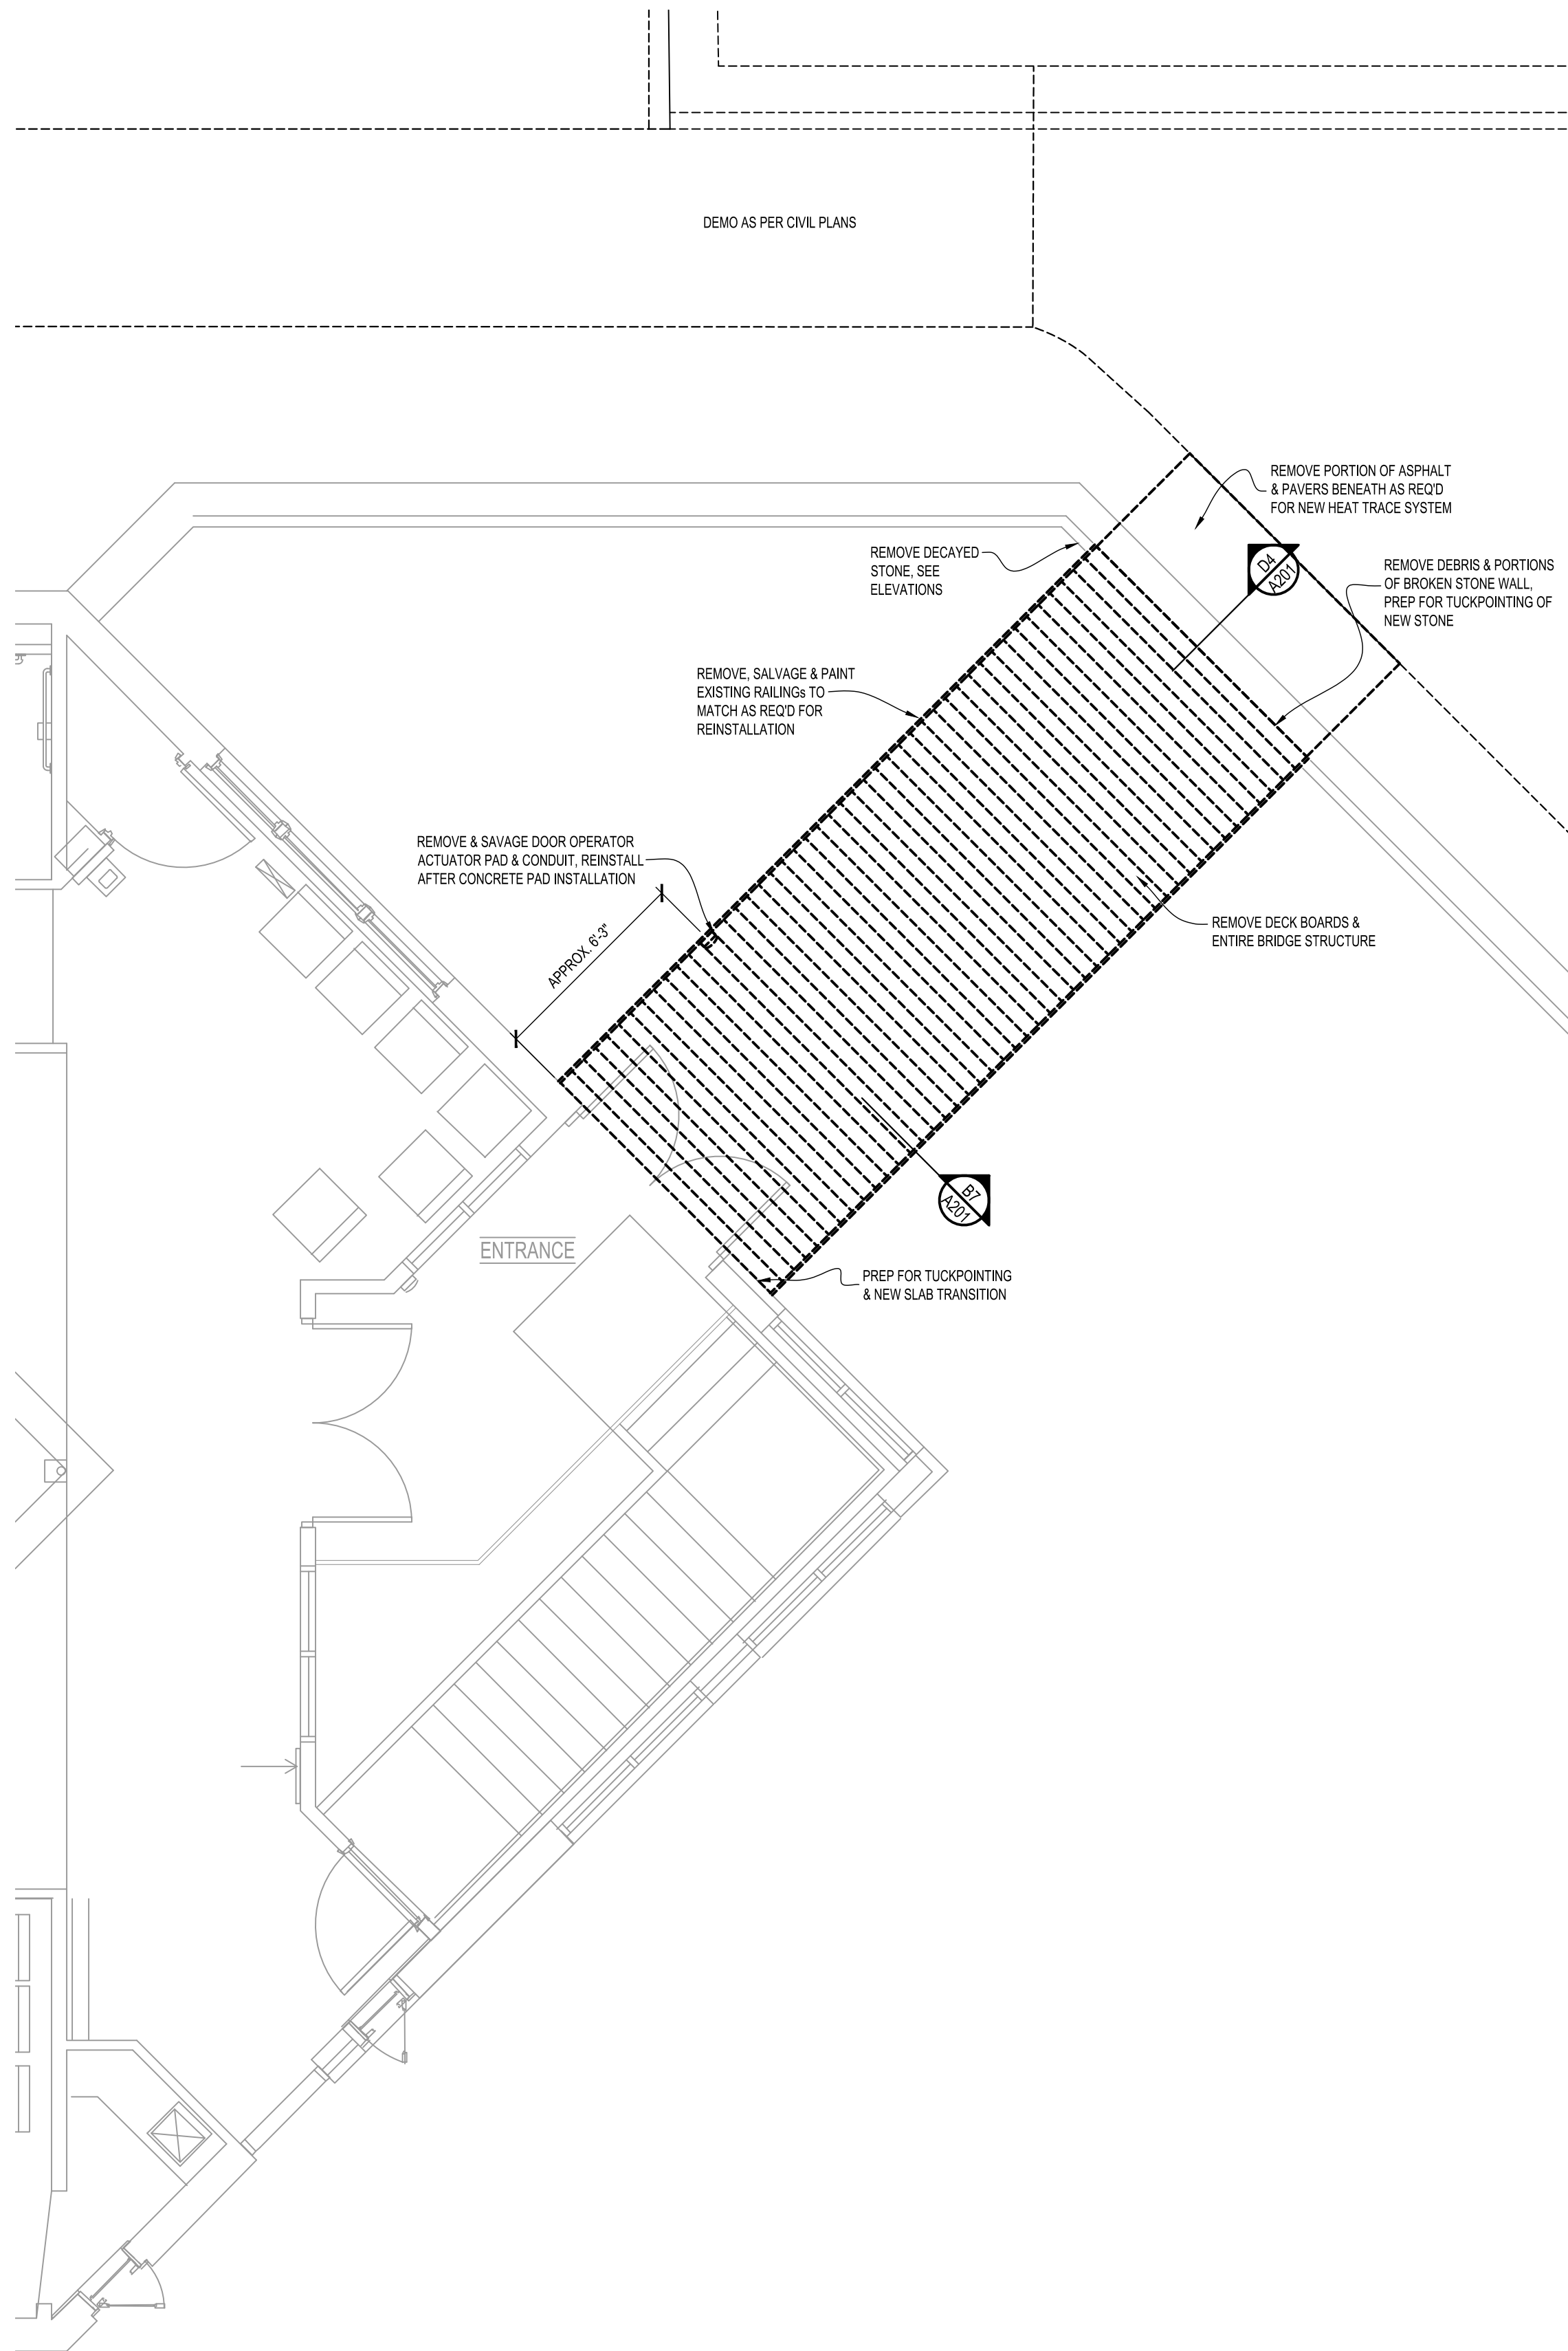 DEMO AS PER CIVIL PLANS
REMOVE PORTION OF ASPHALT
& PAVERS BENEATH AS REQ'D
FOR NEW HEAT TRACE SYSTEM
REMOVE DECAYED
STONE, SEE
ELEVATIONS
D4
A201
REMOVE DEBRIS & PORTIONS
OF BROKEN STONE WALL,
PREP FOR TUCKPOINTING OF
NEW STONE
REMOVE, SALVAGE & PAINT
EXISTING RAILINGs TO
MATCH AS REQ'D FOR
REINSTALLATION
REMOVE & SAVAGE DOOR OPERATOR
ACTUATOR PAD & CONDUIT, REINSTALL
AFTER CONCRETE PAD INSTALLATION
APPROX. 6'-3"
REMOVE DECK BOARDS &
ENTIRE BRIDGE STRUCTURE
B7
A201
ENTRANCE
PREP FOR TUCKPOINTING
& NEW SLAB TRANSITION